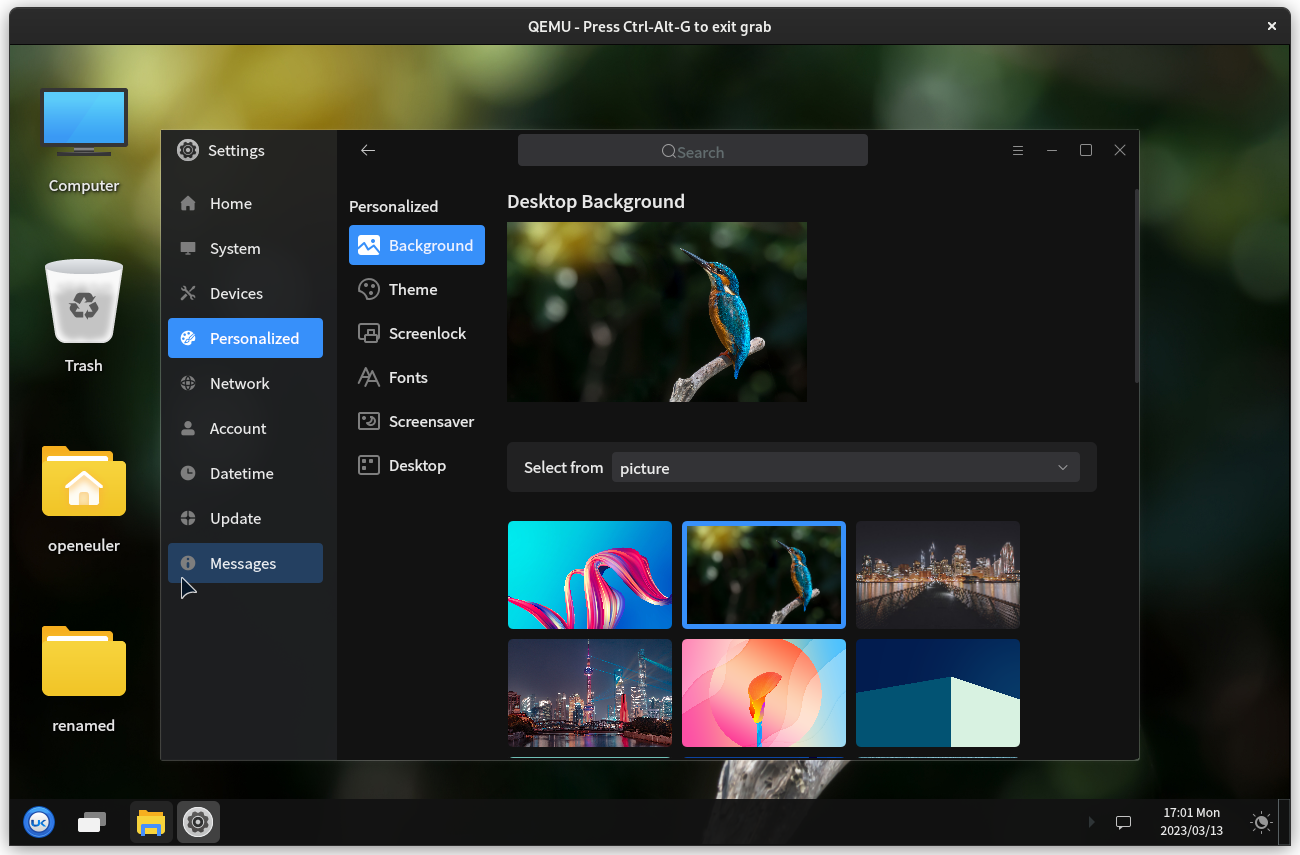 QEMU - Press Ctrl-Alt-G to exit grab
Computer
Trash
openeuler
renamed
Settings
Home
System
Devices
Personalized
Network
Account
Datetime
Update
Messages
Search
Personalized
Background
Theme
Screenlock
Fonts
Screensaver
Desktop
Desktop Background
Select from
picture
UK
17:01 Mon
2023/03/13